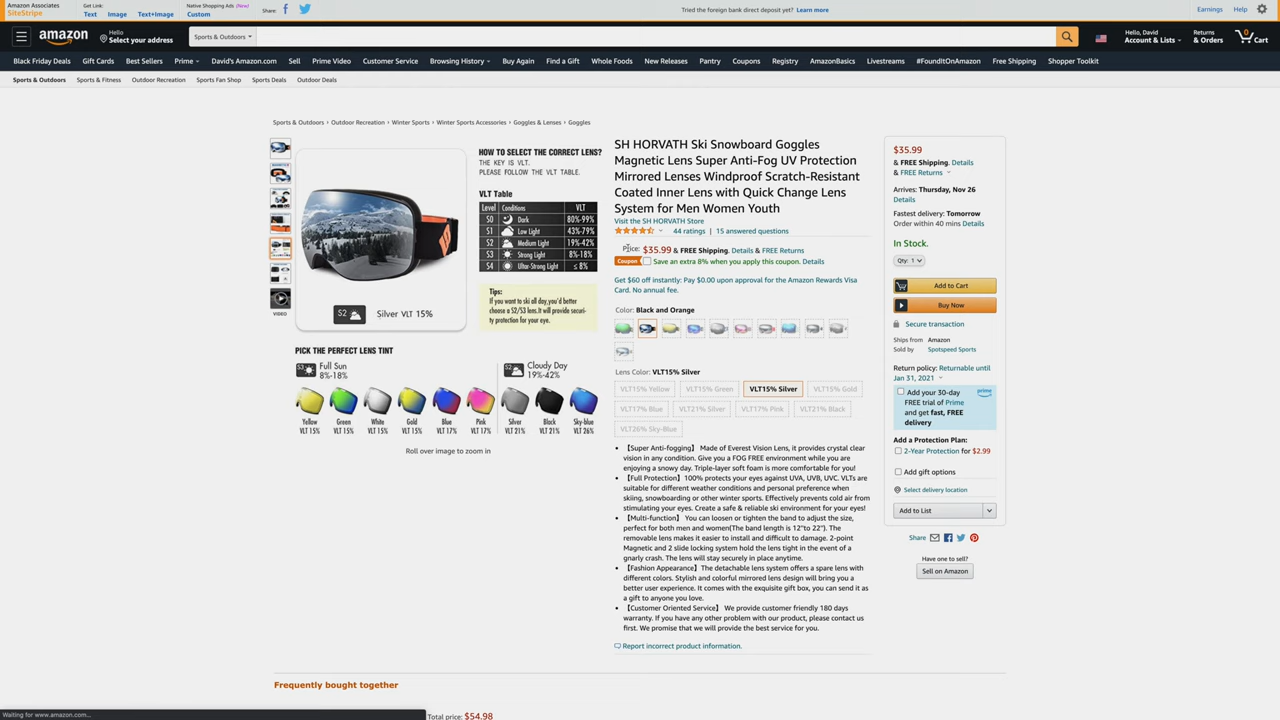 Amazon Associates
SiteStripe
Get Link:
Text Image Text+Image
Native Shopping Ads (New)
Custom
Share:
Tried the foreign bank direct deposit yet? Learn more
Earnings Help
amazon
Hello
Select your address
Sports & Outdoors
Hello, David
Account & Lists
Returns
& Orders
0
Cart
Black Friday Deals Gift Cards Best Sellers Prime David's Amazon.com Sell Prime Video Customer Service Browsing History Buy Again Find a Gift Whole Foods New Releases Pantry Coupons Registry AmazonBasics Livestreams #FoundItOnAmazon Free Shipping Shopper Toolkit
Sports & Outdoors Sports & Fitness Outdoor Recreation Sports Fan Shop Sports Deals Outdoor Deals
Sports & Outdoors › Outdoor Recreation › Winter Sports › Winter Sports Accessories › Goggles & Lenses › Goggles
VIDEO
HOW TO SELECT THE CORRECT LENS?
THE KEY IS VLT.
PLEASE FOLLOW THE VLT TABLE.
VLT Table
Level Conditions VLT
S0 Dark 80%-99%
S1 Low Light 43%-79%
S2 Medium Light 19%-42%
S3 Strong Light 8%-18%
S4 Ultar-Strong Light ≤ 8%
Tips:
If you want to ski all day,you'd better
choose a S2/S3 lens.It will provide securi-
ty protection for your eye.
S2 Silver VLT 15%
PICK THE PERFECT LENS TINT
S3 Full Sun
8%-18%
S2 Cloudy Day
19%-42%
Yellow Green White Gold Blue Pink Silver Black Sky-blue
VLT 15% VLT 15% VLT 15% VLT 15% VLT 17% VLT 17% VLT 21% VLT 21% VLT 26%
Roll over image to zoom in
SH HORVATH Ski Snowboard Goggles
Magnetic Lens Super Anti-Fog UV Protection
Mirrored Lenses Windproof Scratch-Resistant
Coated Inner Lens with Quick Change Lens
System for Men Women Youth
Visit the SH HORVATH Store
44 ratings | 15 answered questions
Price: $35.99 & FREE Shipping. Details & FREE Returns
Coupon Save an extra 8% when you apply this coupon. Details
Get $60 off instantly: Pay $0.00 upon approval for the Amazon Rewards Visa
Card. No annual fee.
Color: Black and Orange
Lens Color: VLT15% Silver
VLT15% Yellow VLT15% Green VLT15% Silver VLT15% Gold
VLT17% Blue VLT21% Silver VLT17% Pink VLT21% Black
VLT26% Sky-Blue
• 【Super Anti-fogging】 Made of Everest Vision Lens, it provides crystal clear
vision in any condition. Give you a FOG FREE environment while you are
enjoying a snowy day. Triple-layer soft foam is more comfortable for you!
• 【Full Protection】100% protects your eyes against UVA, UVB, UVC. VLTs are
suitable for different weather conditions and personal preference when
skiing, snowboarding or other winter sports. Effectively prevents cold air from
stimulating your eyes. Create a safe & reliable ski environment for your eyes!
• 【Multi-function】 You can loosen or tighten the band to adjust the size,
perfect for both men and women(The band length is 12''to 22''). The
removable lens makes it easier to install and difficult to damage. 2-point
Magnetic and 2 slide locking system hold the lens tight in the event of a
gnarly crash. The lens will stay securely in place anytime.
• 【Fashion Appearance】The detachable lens system offers a spare lens with
different colors. Stylish and colorful mirrored lens design will bring you a
better user experience. It comes with the exquisite gift box, you can send it as
a gift to anyone you love.
• 【Customer Oriented Service】 We provide customer friendly 180 days
warranty. If you have any other problem with our product, please contact us
first. We promise that we will provide the best service for you.
Report incorrect product information.
$35.99
& FREE Shipping. Details
& FREE Returns
Arrives: Thursday, Nov 26
Details
Fastest delivery: Tomorrow
Order within 40 mins Details
In Stock.
Qty: 1
Add to Cart
Buy Now
Secure transaction
Ships from Amazon
Sold by Spotspeed Sports
Return policy: Returnable until
Jan 31, 2021
Add your 30-day
FREE trial of Prime
and get fast, FREE
delivery
prime
Add a Protection Plan:
2-Year Protection for $2.99
Add gift options
Select delivery location
Add to List
Share
Have one to sell?
Sell on Amazon
Frequently bought together
Total price: $54.98
Waiting for www.amazon.com...